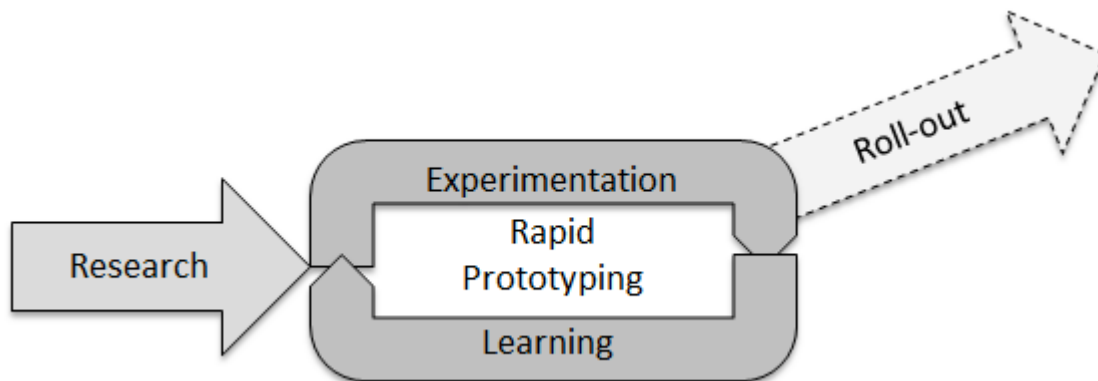 Research
Experimentation
Rapid
Prototyping
Learning
Roll-out